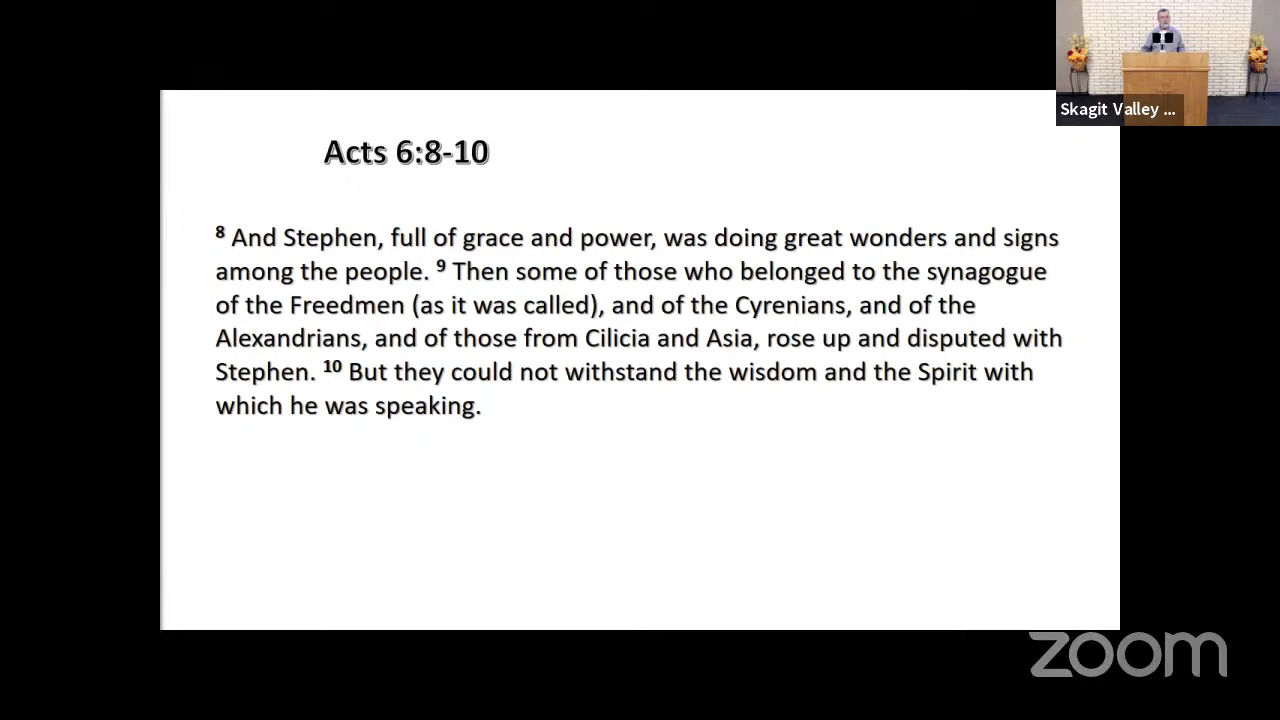 Skagit Valley ...
Acts 6:8-10
8 And Stephen, full of grace and power, was doing great wonders and signs
among the people. 9 Then some of those who belonged to the synagogue
of the Freedmen (as it was called), and of the Cyrenians, and of the
Alexandrians, and of those from Cilicia and Asia, rose up and disputed with
Stephen. 10 But they could not withstand the wisdom and the Spirit with
which he was speaking.
zoom